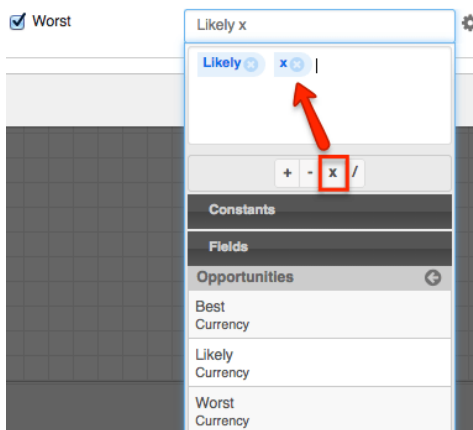 Worst
Likely x
Likely x
+ - x /
Constants
Fields
Opportunities
Best
Currency
Likely
Currency
Worst
Currency